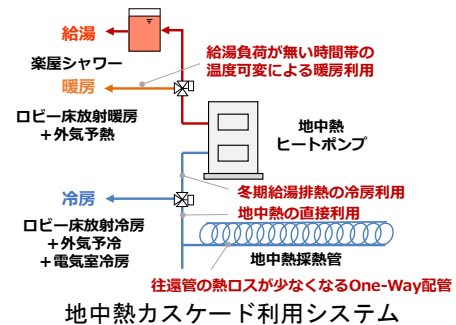 給湯
楽屋シャワー
給湯負荷が無い時間帯の
温度可変による暖房利用
暖房
ロビー床放射暖房
＋外気予熱
地中熱
ヒートポンプ
冬期給湯排熱の冷房利用
冷房
地中熱の直接利用
ロビー床放射冷房
＋外気予冷
＋電気室冷房
地中熱採熱管
往還管の熱ロスが少なくなるOne-Way配管
地中熱カスケード利用システム